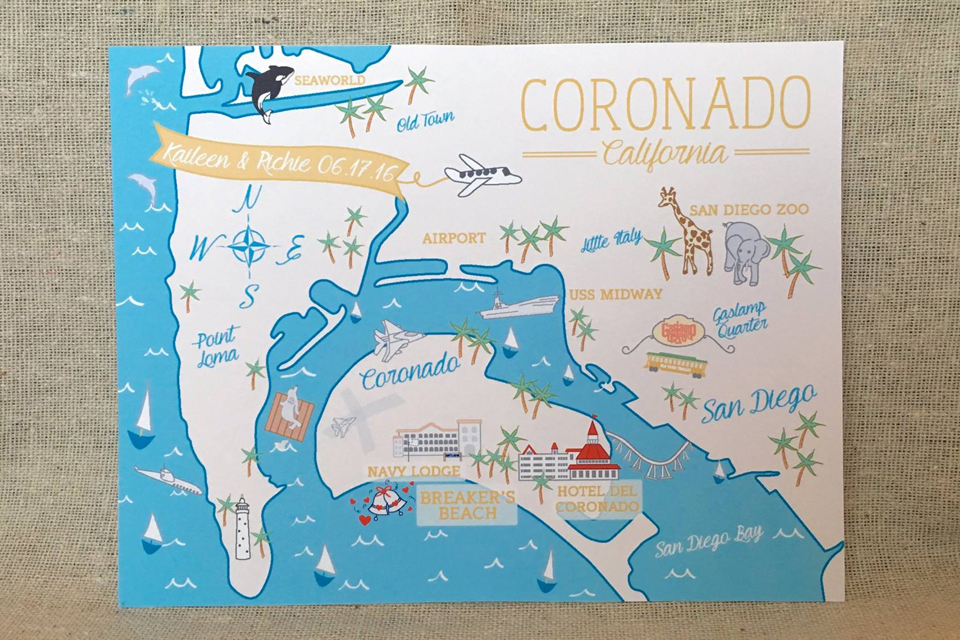 SEAWORLD
Old Town
CORONADO
California
Kaileen & Richie 06.17.16
N
W E
S
AIRPORT
Little Italy
SAN DIEGO ZOO
USS MIDWAY
Gaslamp
Quarter
Point
Loma
Coronado
San Diego
NAVY LODGE
BREAKER'S
BEACH
HOTEL DEL
CORONADO
San Diego Bay